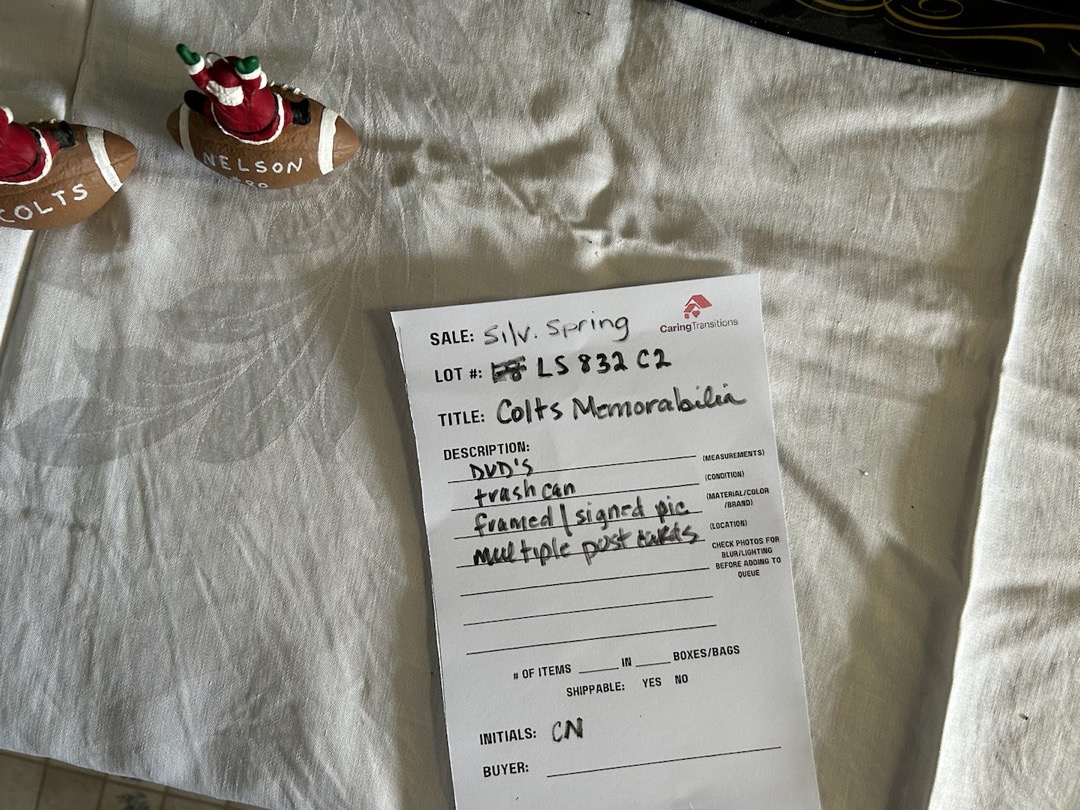 NELSON
COLTS
CaringTransitions
SALE: Silv. Spring
LOT #: LS 832 C2
TITLE: Colts Memorabilia
DESCRIPTION:
DVD's (MEASUREMENTS)
trash can (CONDITION)
framed/signed pic (MATERIAL/COLOR
/BRAND)
multiple post cards (LOCATION)
CHECK PHOTOS FOR
BLUR/LIGHTING
BEFORE ADDING TO
QUEUE
# OF ITEMS IN BOXES/BAGS
SHIPPABLE: YES NO
INITIALS: CN
BUYER: